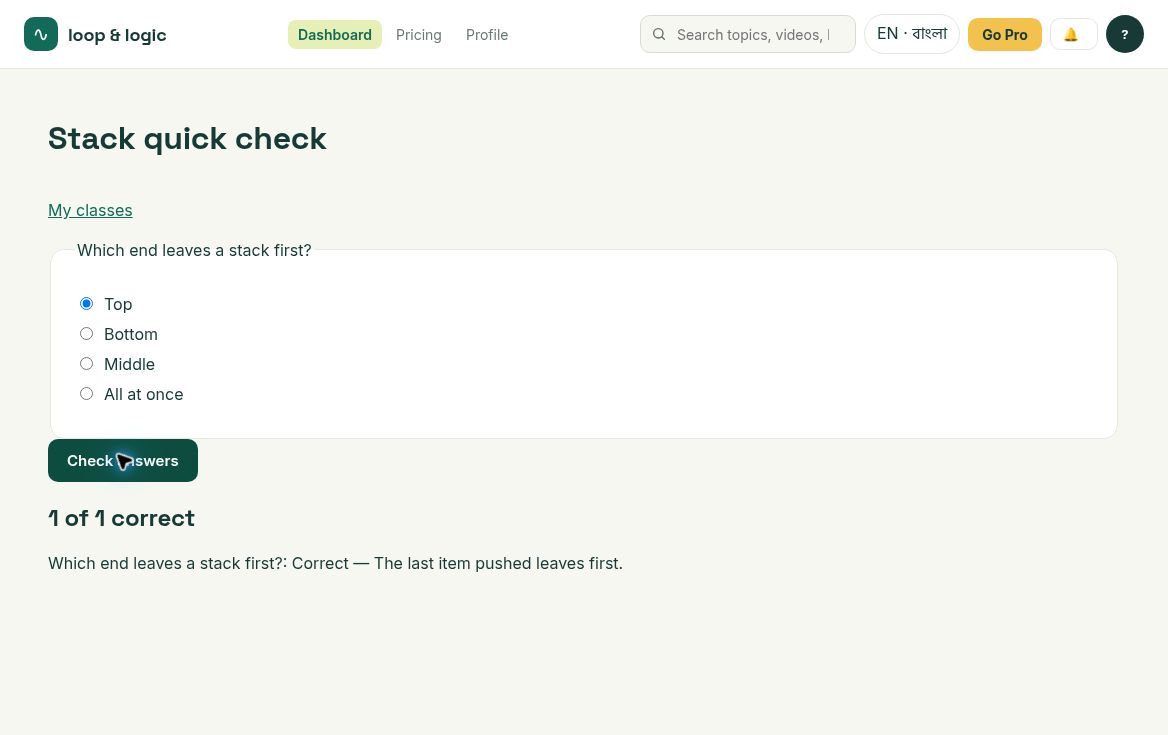 loop & logic
Dashboard
Pricing
Profile
Search topics, videos,
EN · বাংলা
Go Pro
?
Stack quick check
My classes
Which end leaves a stack first?
Top
Bottom
Middle
All at once
Check
1 of 1 correct
Which end leaves a stack first?: Correct — The last item pushed leaves first.